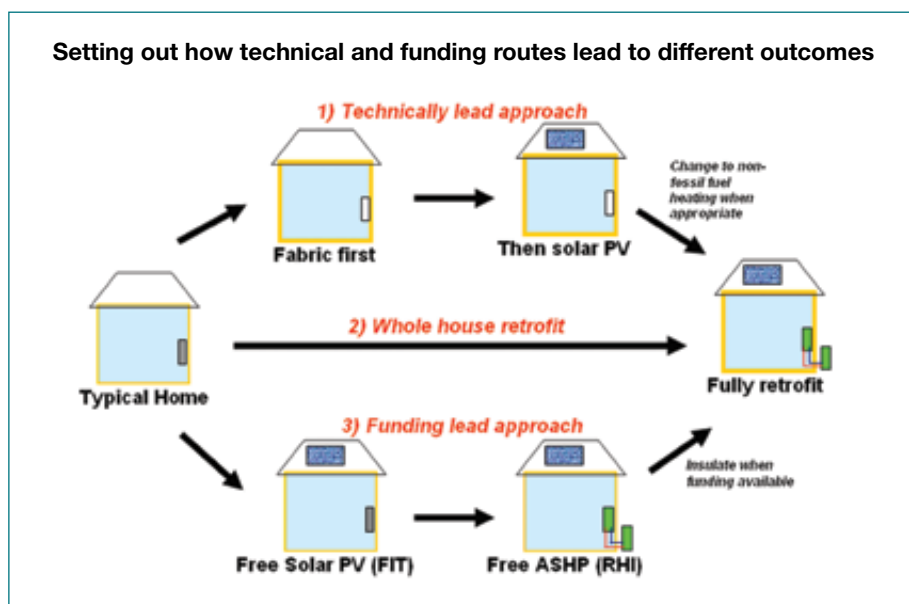 Setting out how technical and funding routes lead to different outcomes
1) Technically lead approach
Change to non-
fossil fuel
heating when
appropriate
Fabric first
Then solar PV
2) Whole house retrofit
Typical Home
Fully retrofit
3) Funding lead approach
Insulate when
funding available
Free Solar PV (FIT)
Free ASHP (RHI)